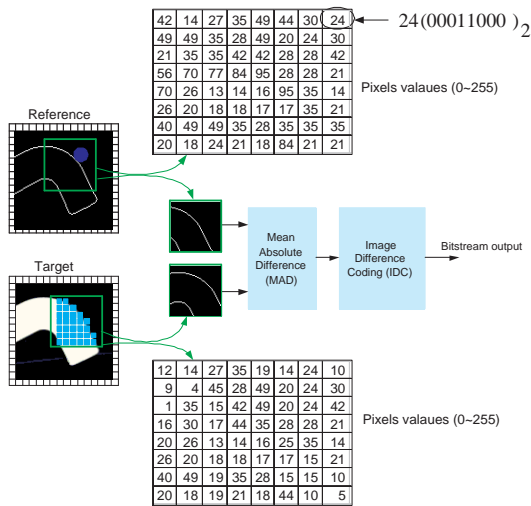 42 14 27 35 49 44 30 24
24(00011000)2
49 49 35 28 49 20 24 30
21 35 35 42 42 28 28 42
56 70 77 84 95 28 28 21
Pixels valaues (0~255)
70 26 13 14 16 95 35 14
26 20 18 18 17 17 35 21
40 49 49 35 28 35 35 35
20 18 24 21 18 84 21 21
Reference
Mean
Absolute
Difference
(MAD)
Image
Difference
Coding (IDC)
Bitstream output
Target
12 14 27 35 19 14 24 10
9 4 45 28 49 20 24 30
1 35 15 42 49 20 24 42
16 30 17 44 35 28 28 21
Pixels valaues (0~255)
20 26 13 14 16 25 35 14
26 20 18 18 17 17 15 21
40 49 19 35 28 15 15 10
20 18 19 21 18 44 10 5